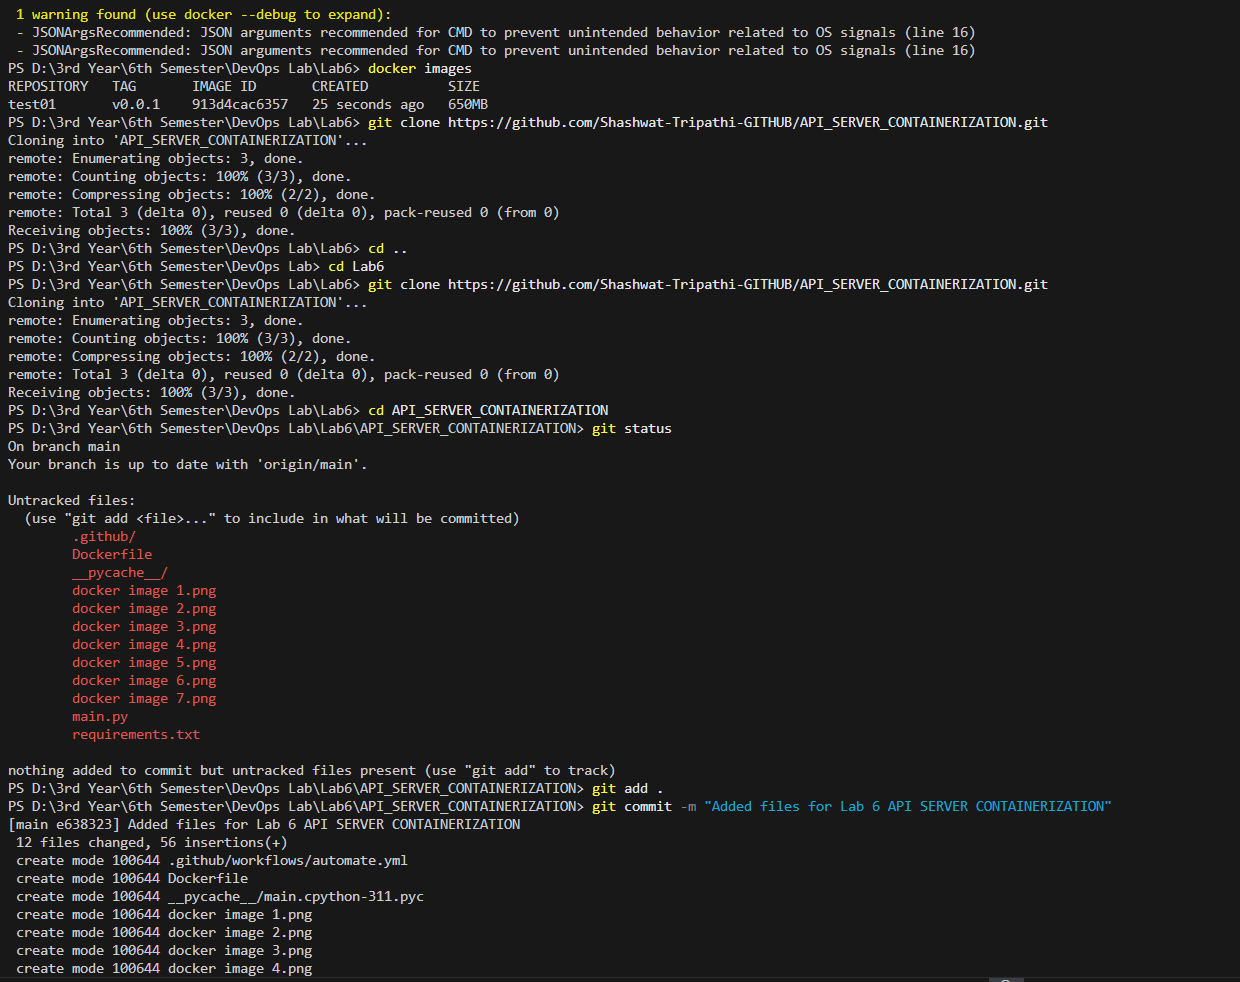 1 warning found (use docker --debug to expand):
- JSONArgsRecommended: JSON arguments recommended for CMD to prevent unintended behavior related to OS signals (line 16)
- JSONArgsRecommended: JSON arguments recommended for CMD to prevent unintended behavior related to OS signals (line 16)
PS D:\3rd Year\6th Semester\DevOps Lab\Lab6> docker images
REPOSITORY   TAG       IMAGE ID       CREATED          SIZE
test01       v0.0.1    913d4cac6357   25 seconds ago   650MB
PS D:\3rd Year\6th Semester\DevOps Lab\Lab6> git clone https://github.com/Shashwat-Tripathi-GITHUB/API_SERVER_CONTAINERIZATION.git
Cloning into 'API_SERVER_CONTAINERIZATION'...
remote: Enumerating objects: 3, done.
remote: Counting objects: 100% (3/3), done.
remote: Compressing objects: 100% (2/2), done.
remote: Total 3 (delta 0), reused 0 (delta 0), pack-reused 0 (from 0)
Receiving objects: 100% (3/3), done.
PS D:\3rd Year\6th Semester\DevOps Lab\Lab6> cd ..
PS D:\3rd Year\6th Semester\DevOps Lab> cd Lab6
PS D:\3rd Year\6th Semester\DevOps Lab\Lab6> git clone https://github.com/Shashwat-Tripathi-GITHUB/API_SERVER_CONTAINERIZATION.git
Cloning into 'API_SERVER_CONTAINERIZATION'...
remote: Enumerating objects: 3, done.
remote: Counting objects: 100% (3/3), done.
remote: Compressing objects: 100% (2/2), done.
remote: Total 3 (delta 0), reused 0 (delta 0), pack-reused 0 (from 0)
Receiving objects: 100% (3/3), done.
PS D:\3rd Year\6th Semester\DevOps Lab\Lab6> cd API_SERVER_CONTAINERIZATION
PS D:\3rd Year\6th Semester\DevOps Lab\Lab6\API_SERVER_CONTAINERIZATION> git status
On branch main
Your branch is up to date with 'origin/main'.
Untracked files:
(use "git add <file>..." to include in what will be committed)
.github/
Dockerfile
__pycache__/
docker image 1.png
docker image 2.png
docker image 3.png
docker image 4.png
docker image 5.png
docker image 6.png
docker image 7.png
main.py
requirements.txt
nothing added to commit but untracked files present (use "git add" to track)
PS D:\3rd Year\6th Semester\DevOps Lab\Lab6\API_SERVER_CONTAINERIZATION> git add .
PS D:\3rd Year\6th Semester\DevOps Lab\Lab6\API_SERVER_CONTAINERIZATION> git commit -m "Added files for Lab 6 API SERVER CONTAINERIZATION"
[main e638323] Added files for Lab 6 API SERVER CONTAINERIZATION
12 files changed, 56 insertions(+)
create mode 100644 .github/workflows/automate.yml
create mode 100644 Dockerfile
create mode 100644 __pycache__/main.cpython-311.pyc
create mode 100644 docker image 1.png
create mode 100644 docker image 2.png
create mode 100644 docker image 3.png
create mode 100644 docker image 4.png